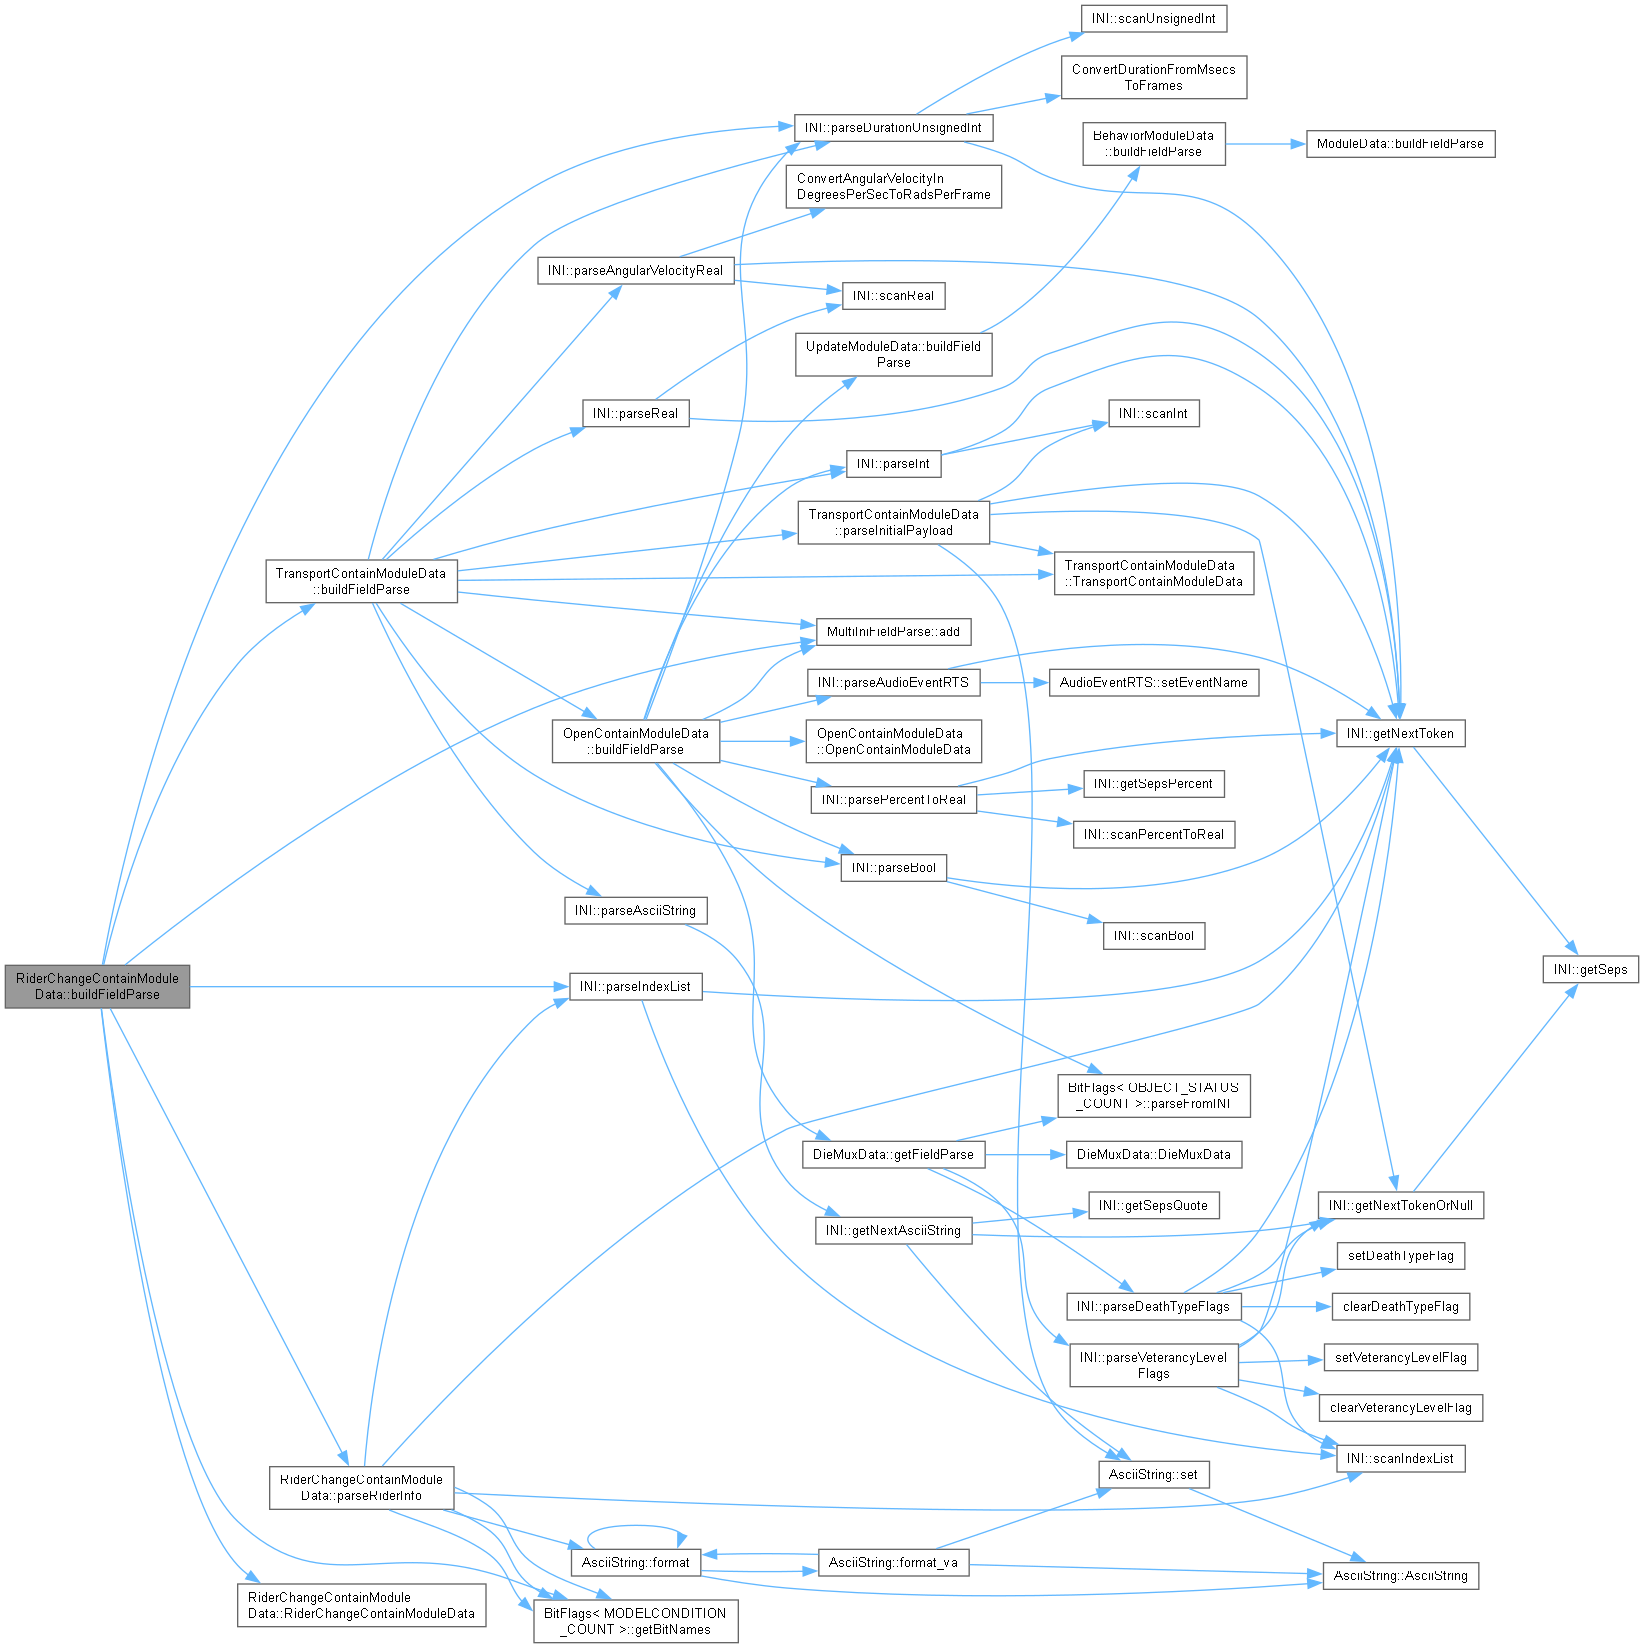 INI::scanUnsignedInt
ConvertDurationFromMsecs
ToFrames
INI::parseDurationUnsignedInt
BehaviorModuleData
::buildFieldParse
ModuleData::buildFieldParse
ConvertAngularVelocityIn
DegreesPerSecToRadsPerFrame
INI::parseAngularVelocityReal
INI::scanReal
UpdateModuleData::buildField
Parse
INI::parseReal
INI::scanInt
INI::parseInt
TransportContainModuleData
::parseInitialPayload
TransportContainModuleData
::buildFieldParse
TransportContainModuleData
::TransportContainModuleData
MultiIniFieldParse::add
INI::parseAudioEventRTS
AudioEventRTS::setEventName
OpenContainModuleData
::buildFieldParse
OpenContainModuleData
::OpenContainModuleData
INI::getNextToken
INI::parsePercentToReal
INI::getSepsPercent
INI::scanPercentToReal
INI::parseBool
INI::parseAsciiString
INI::scanBool
INI::getSeps
RiderChangeContainModule
Data::buildFieldParse
INI::parseIndexList
BitFlags< OBJECT_STATUS
_COUNT >::parseFromINI
DieMuxData::getFieldParse
DieMuxData::DieMuxData
INI::getSepsQuote
INI::getNextTokenOrNull
INI::getNextAsciiString
setDeathTypeFlag
INI::parseDeathTypeFlags
clearDeathTypeFlag
INI::parseVeterancyLevel
Flags
setVeterancyLevelFlag
clearVeterancyLevelFlag
INI::scanIndexList
AsciiString::set
RiderChangeContainModule
Data::parseRiderInfo
AsciiString::format
AsciiString::format_va
AsciiString::AsciiString
RiderChangeContainModule
Data::RiderChangeContainModuleData
BitFlags< MODELCONDITION
_COUNT >::getBitNames